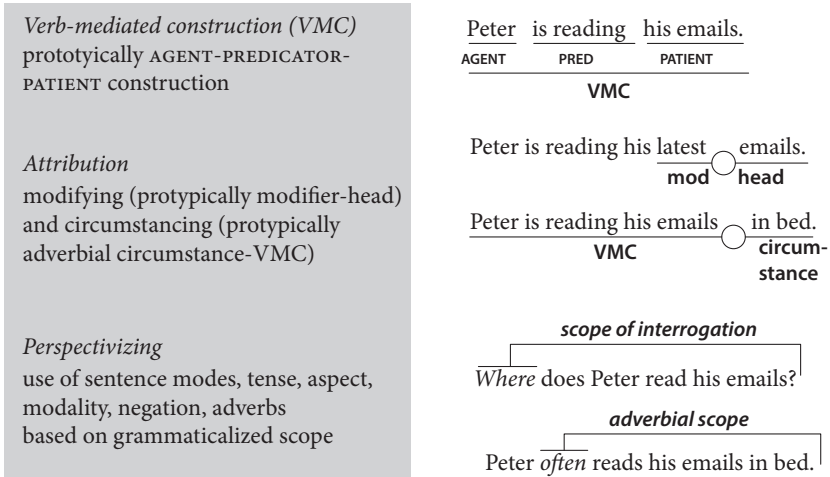 Verb-mediated construction (VMC)
prototyically AGENT-PREDICATOR-
PATIENT construction
Peter is reading his emails.
AGENT PRED PATIENT
VMC
Attribution
modifying (protypically modifier-head)
and circumstancing (protypically
adverbial circumstance-VMC)
Peter is reading his latest emails.
mod head
Peter is reading his emails in bed.
VMC circum-
stance
Perspectivizing
use of sentence modes, tense, aspect,
modality, negation, adverbs
based on grammaticalized scope
scope of interrogation
Where does Peter read his emails?
adverbial scope
Peter often reads his emails in bed.